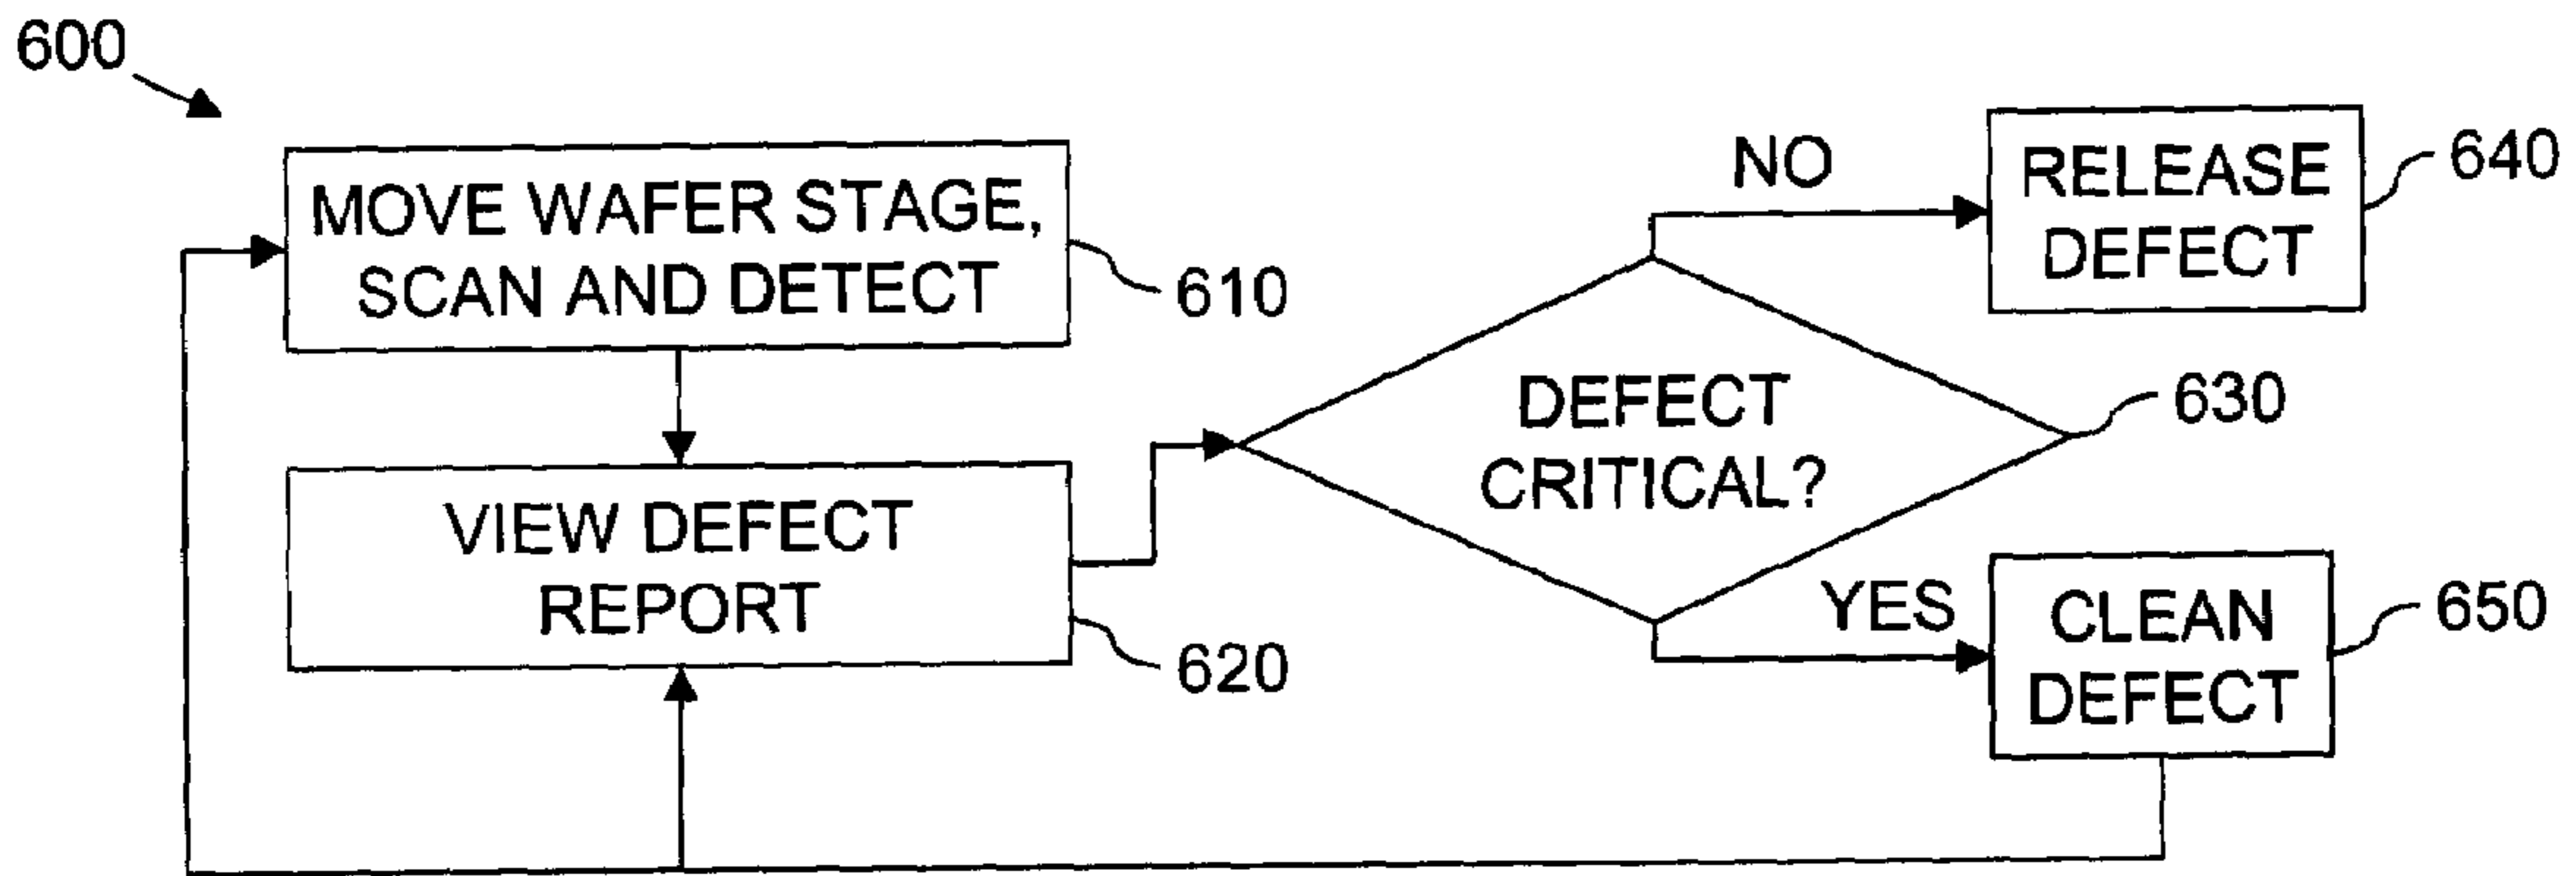 600
MOVE WAFER STAGE,
SCAN AND DETECT
610
VIEW DEFECT
REPORT
620
DEFECT
CRITICAL?
630
NO
RELEASE
DEFECT
640
YES
CLEAN
DEFECT
650